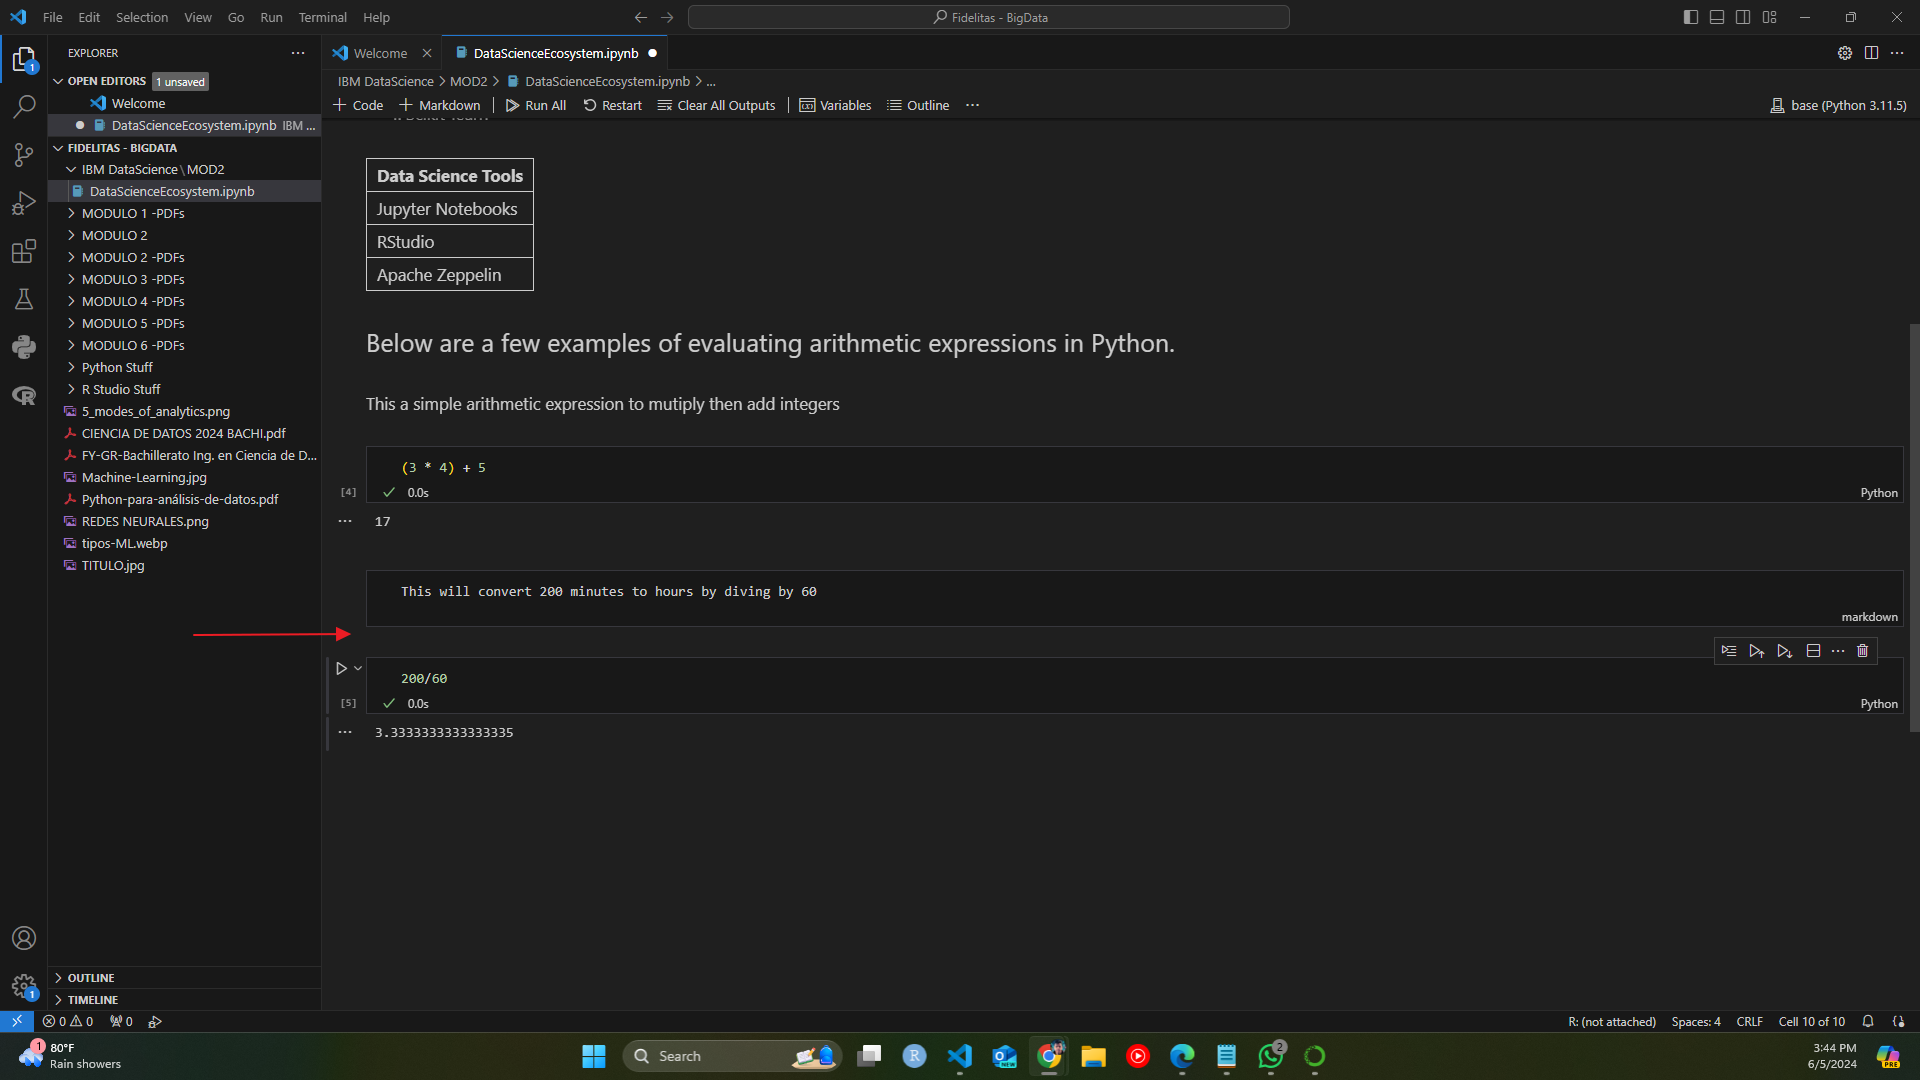 File Edit Selection View Go Run Terminal Help
Fidelitas - BigData
EXPLORER
OPEN EDITORS 1 unsaved
Welcome
DataScienceEcosystem.ipynb IBM ...
FIDELITAS - BIGDATA
IBM DataScience \ MOD2
DataScienceEcosystem.ipynb
MODULO 1 -PDFs
MODULO 2
MODULO 2 -PDFs
MODULO 3 -PDFs
MODULO 4 -PDFs
MODULO 5 -PDFs
MODULO 6 -PDFs
Python Stuff
R Studio Stuff
5_modes_of_analytics.png
CIENCIA DE DATOS 2024 BACHI.pdf
FY-GR-Bachillerato Ing. en Ciencia de D...
Machine-Learning.jpg
Python-para-análisis-de-datos.pdf
REDES NEURALES.png
tipos-ML.webp
TITULO.jpg
OUTLINE
TIMELINE
Welcome
DataScienceEcosystem.ipynb
IBM DataScience > MOD2 > DataScienceEcosystem.ipynb > ...
+ Code + Markdown Run All Restart Clear All Outputs Variables Outline ...
base (Python 3.11.5)
Data Science Tools
Jupyter Notebooks
RStudio
Apache Zeppelin
Below are a few examples of evaluating arithmetic expressions in Python.
This a simple arithmetic expression to mutiply then add integers
(3 * 4) + 5
[4] 0.0s Python
17
This will convert 200 minutes to hours by diving by 60
markdown
200/60
[5] 0.0s Python
3.3333333333333335
0 0 0
R: (not attached) Spaces: 4 CRLF Cell 10 of 10
1 80°F
Rain showers
Search
2
3:44 PM
6/5/2024
PRE